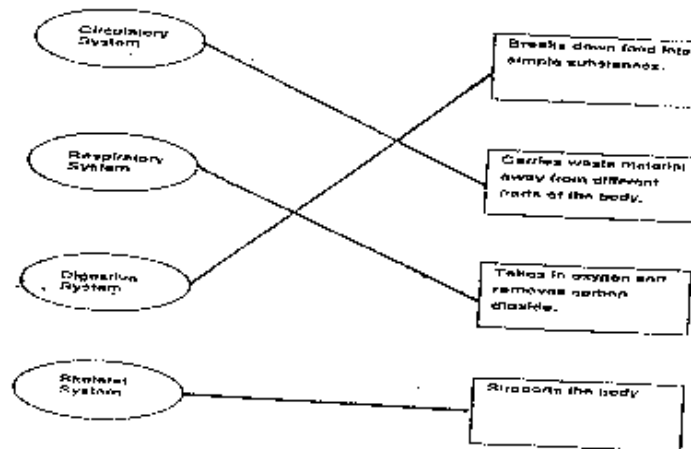 Circulatory
System
Breaks down food into
simple substances.
Respiratory
System
Carries waste material
away from different
Parts of the body.
Digestive
System
Takes in oxygen and
removes carbon
dioxide.
Skeletal
System
Supports the body